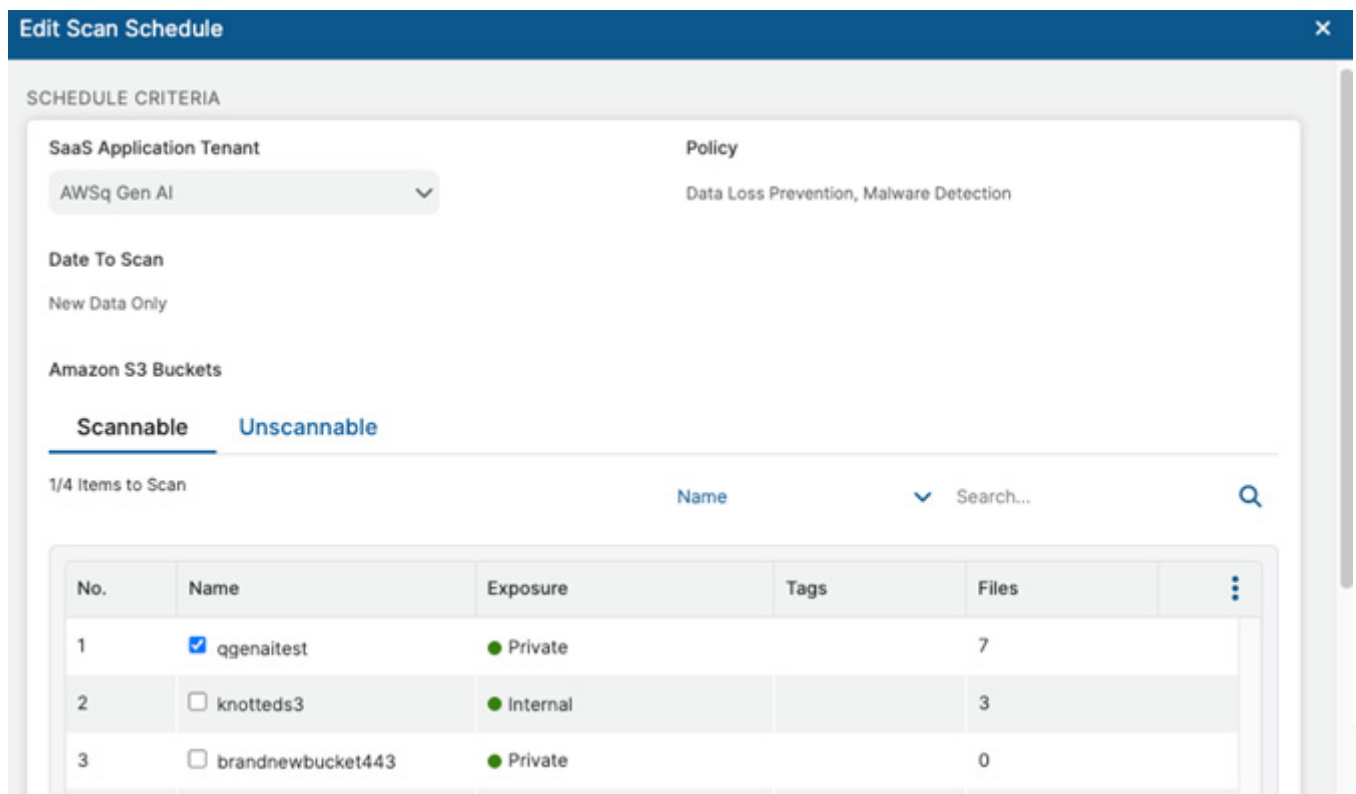 Edit Scan Schedule
SCHEDULE CRITERIA
SaaS Application Tenant Policy
AWSq Gen AI Data Loss Prevention, Malware Detection
Date To Scan
New Data Only
Amazon S3 Buckets
Scannable Unscannable
1/4 Items to Scan Name Search...
No. Name Exposure Tags Files
1 qgenaitest Private 7
2 knotteds3 Internal 3
3 brandnewbucket443 Private 0